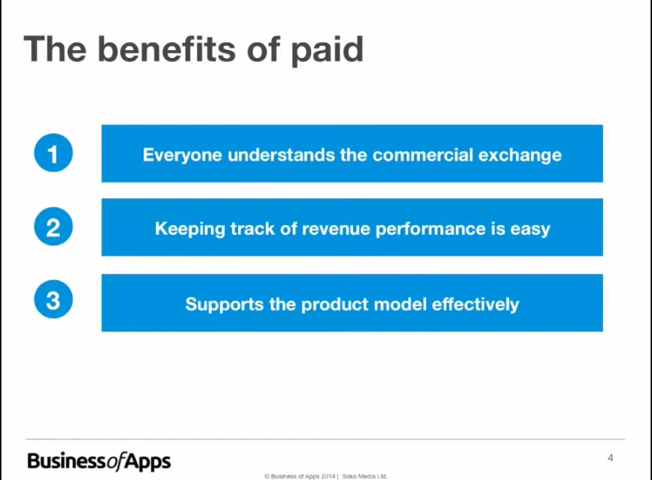 The benefits of paid
1 Everyone understands the commercial exchange
2 Keeping track of revenue performance is easy
3 Supports the product model effectively
BusinessofApps
4
© Business of Apps 2014 | Soko Media Ltd.